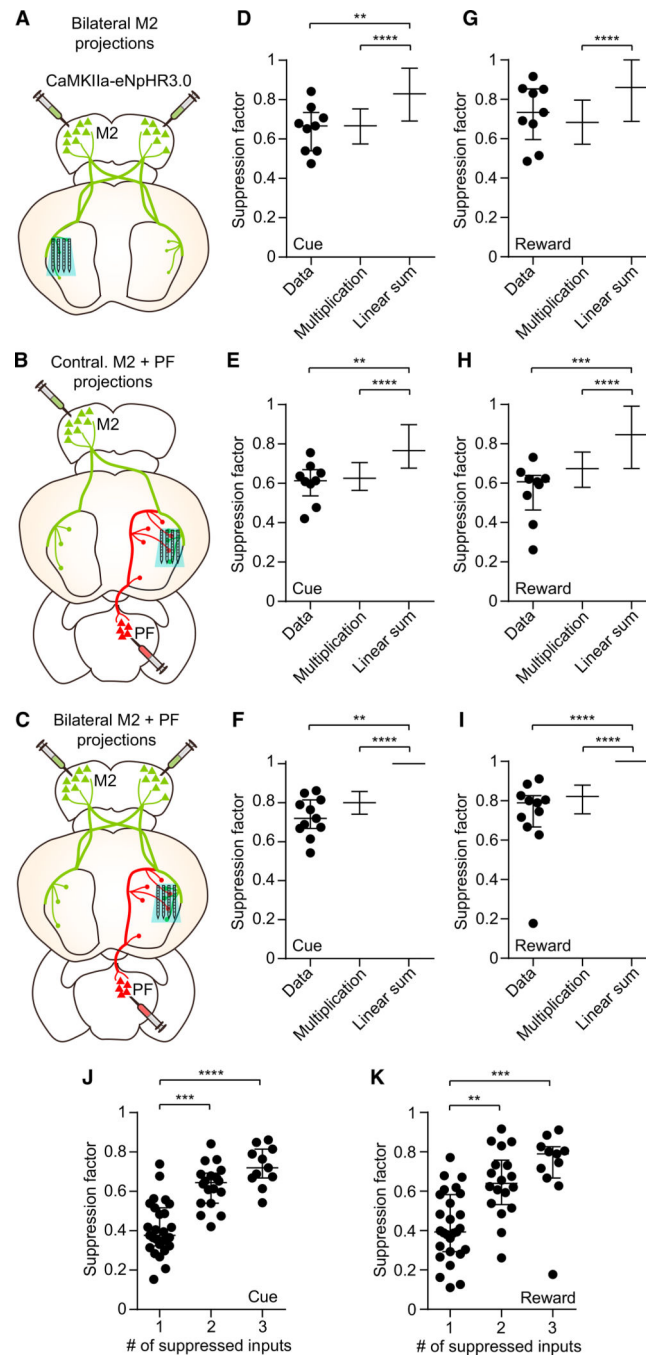 A
Bilateral M2
projections
CaMKIIa-eNpHR3.0
M2
D
**
****
Suppression factor
1
0.8
0.6
0.4
0.2
0
Cue
Data
Multiplication
Linear sum
G
****
Suppression factor
1
0.8
0.6
0.4
0.2
0
Reward
Data
Multiplication
Linear sum
B
Contral. M2 + PF
projections
M2
PF
E
**
****
Suppression factor
1
0.8
0.6
0.4
0.2
0
Cue
Data
Multiplication
Linear sum
H
***
****
Suppression factor
1
0.8
0.6
0.4
0.2
0
Reward
Data
Multiplication
Linear sum
C
Bilateral M2 + PF
projections
M2
PF
F
**
****
Suppression factor
1
0.8
0.6
0.4
0.2
0
Cue
Data
Multiplication
Linear sum
I
****
****
Suppression factor
1
0.8
0.6
0.4
0.2
0
Reward
Data
Multiplication
Linear sum
J
****
***
Suppression factor
1
0.8
0.6
0.4
0.2
0
Cue
1 2 3
# of suppressed inputs
K
***
**
Suppression factor
1
0.8
0.6
0.4
0.2
0
Reward
1 2 3
# of suppressed inputs